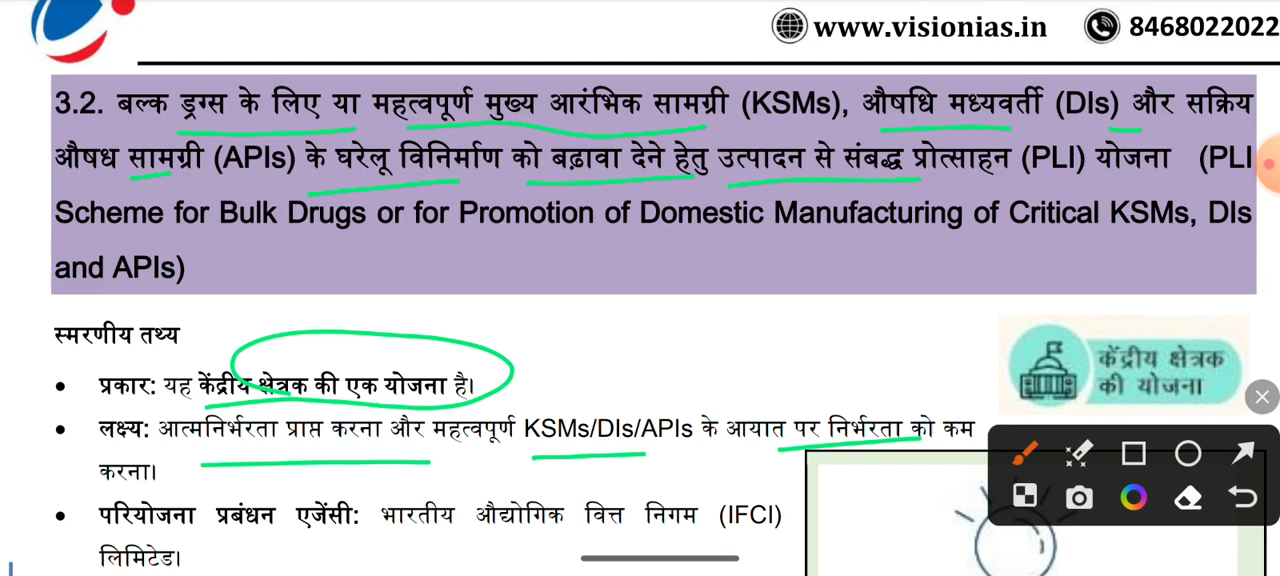 www.visionias.in 8468022022
3.2. बल्क ड्रग्स के लिए या महत्वपूर्ण मुख्य आरंभिक सामग्री (KSMs), औषधि मध्यवर्ती (DIs) और सक्रिय
औषध सामग्री (APIs) के घरेलू विनिर्माण को बढ़ावा देने हेतु उत्पादन से संबद्ध प्रोत्साहन (PLI) योजना (PLI
Scheme for Bulk Drugs or for Promotion of Domestic Manufacturing of Critical KSMs, DIs
and APIs)
स्मरणीय तथ्य
केंद्रीय क्षेत्रक
की योजना
• प्रकार: यह केंद्रीय क्षेत्रक की एक योजना है।
• लक्ष्य: आत्मनिर्भरता प्राप्त करना और महत्वपूर्ण KSMs/DIs/APIs के आयात पर निर्भरता को कम
करना।
• परियोजना प्रबंधन एजेंसी: भारतीय औद्योगिक वित्त निगम (IFCI)
लिमिटेड।